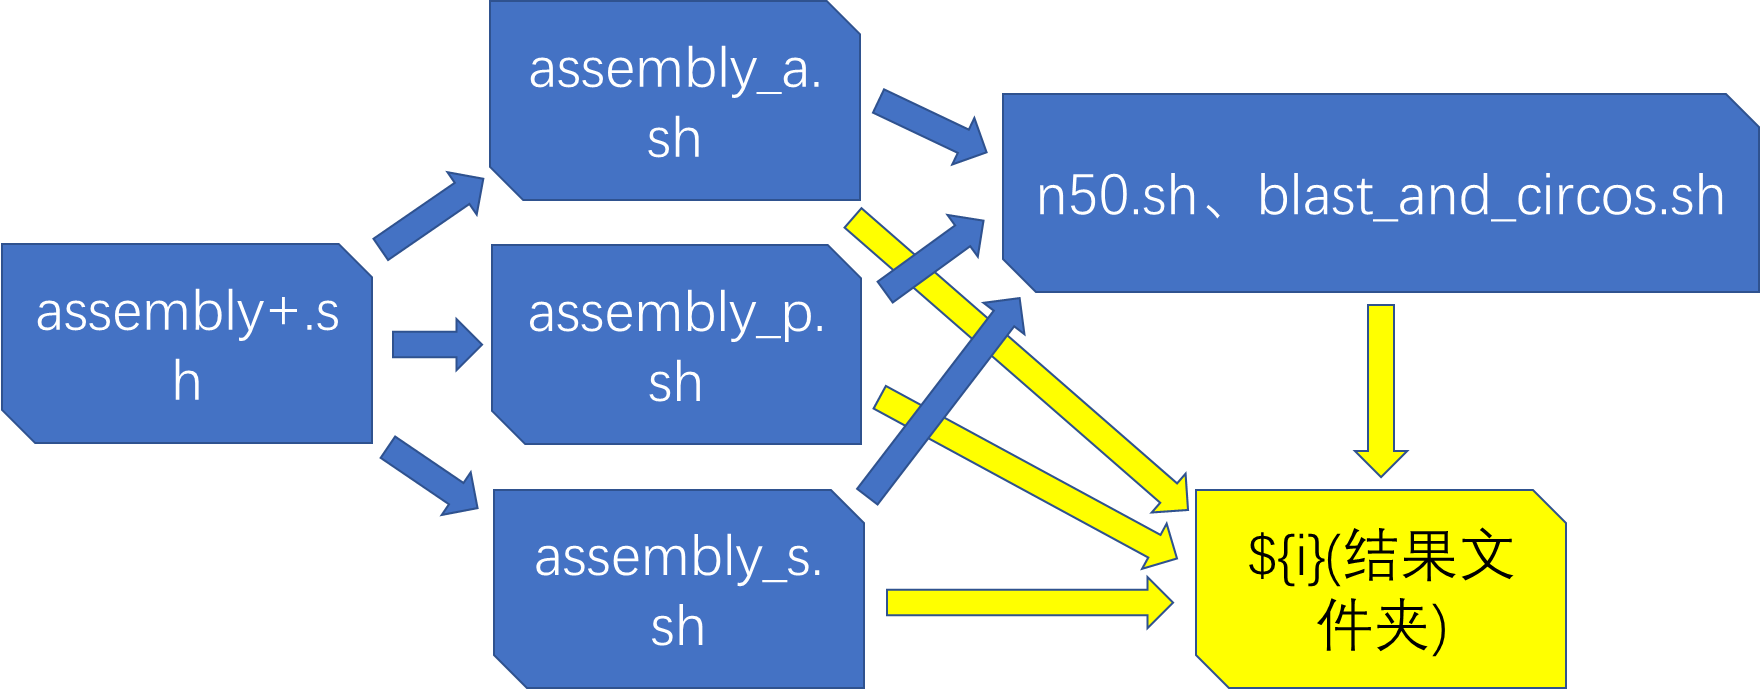 assembly_a.
sh
n50.sh、blast_and_circos.sh
assembly+.s
h
assembly_p.
sh
assembly_s.
sh
${i}(结果文
件夹)